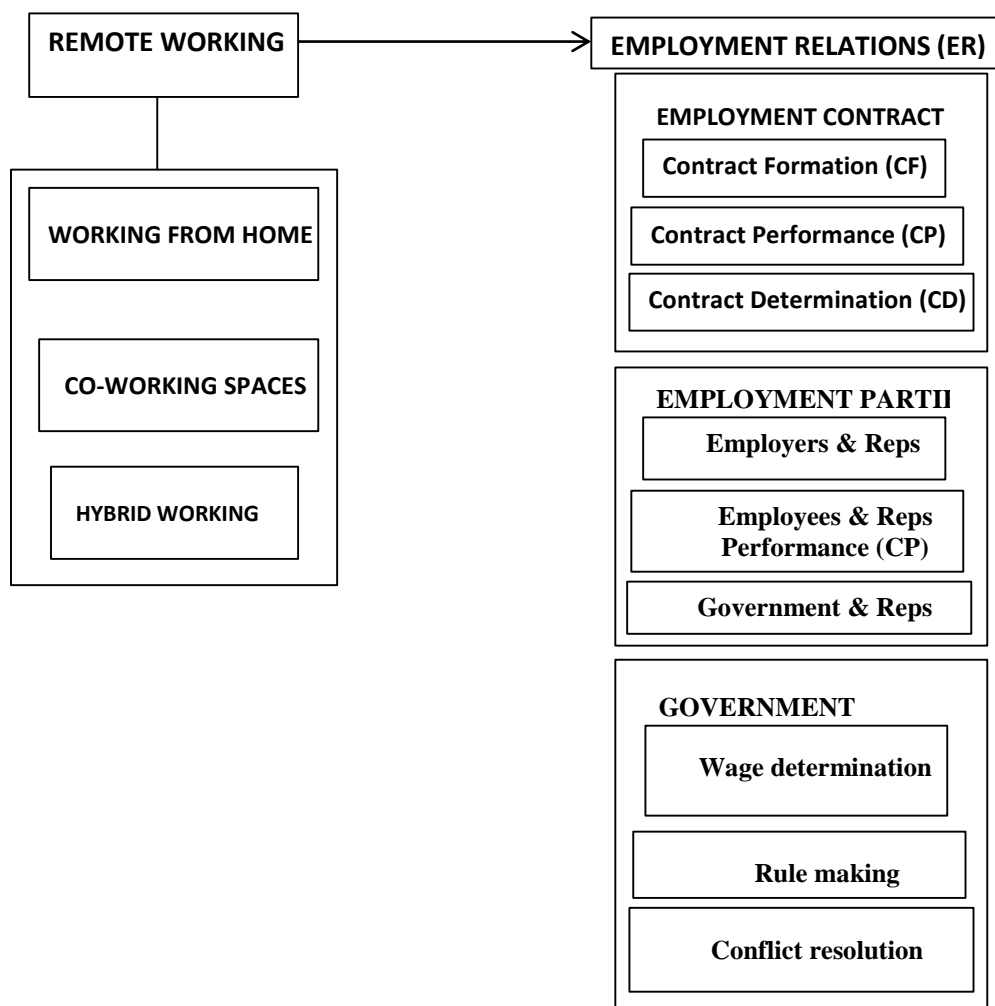 REMOTE WORKING
WORKING FROM HOME
CO-WORKING SPACES
HYBRID WORKING
EMPLOYMENT RELATIONS (ER)
EMPLOYMENT CONTRACT
Contract Formation (CF)
Contract Performance (CP)
Contract Determination (CD)
EMPLOYMENT PARTII
Employers & Reps
Employees & Reps
Performance (CP)
Government & Reps
GOVERNMENT
Wage determination
Rule making
Conflict resolution